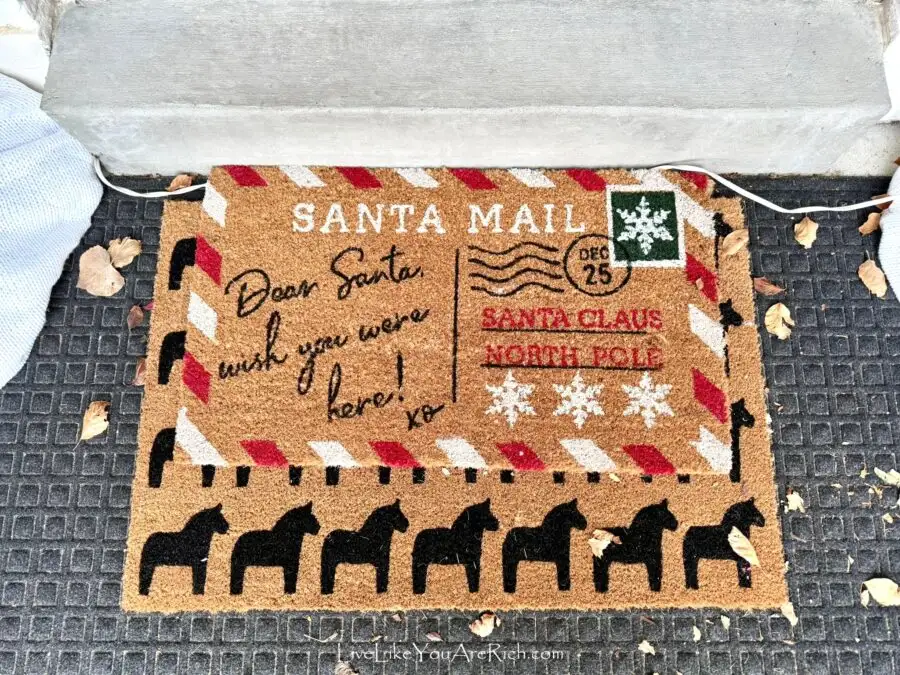 SANTA MAIL
DEC
25
Dear Santa,
wish you were
here!
xo
SANTA CLAUS
NORTH POLE
LiveLikeYouAreRich.com